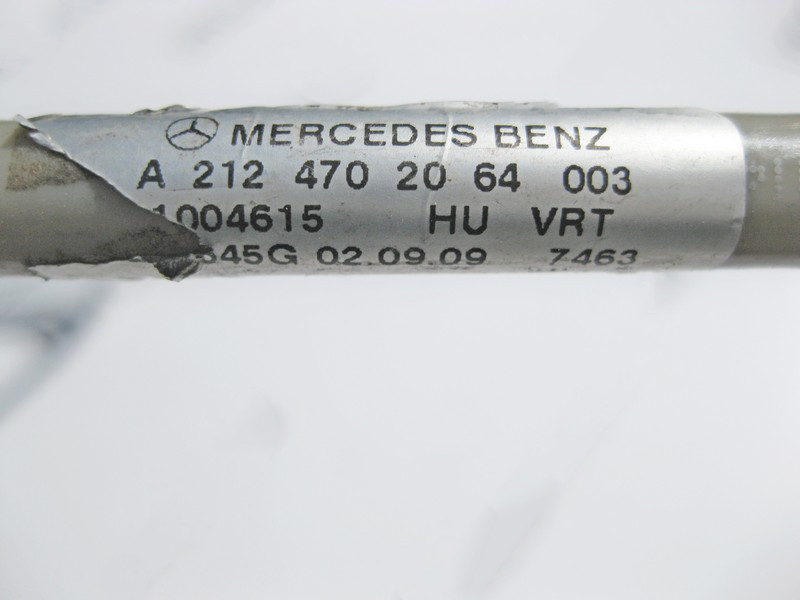 MERCEDES BENZ
A 212 470 20 64 003
1004615 HU VRT
02.09.09 7463